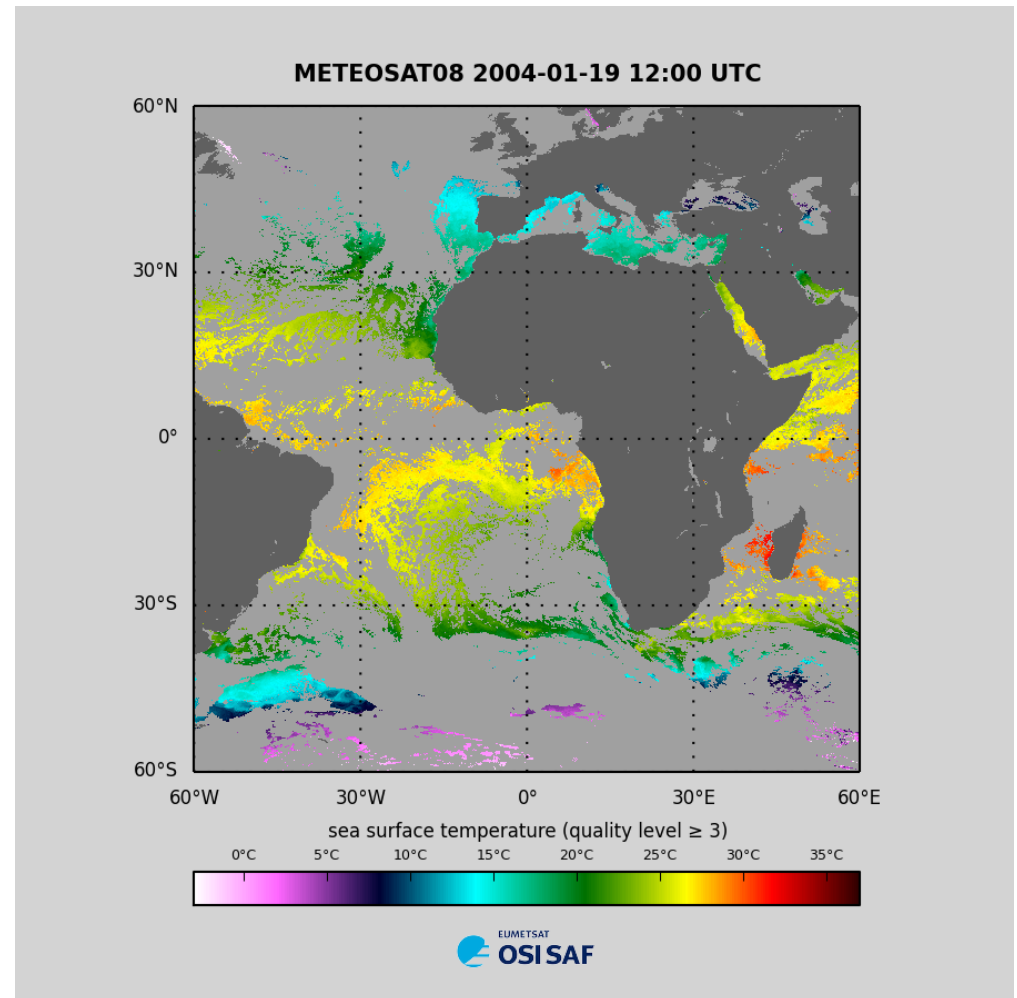 METEOSAT08 2004-01-19 12:00 UTC
60°N
30°N
0°
30°S
60°S
60°W 30°W 0° 30°E 60°E
sea surface temperature (quality level ≥ 3)
0°C 5°C 10°C 15°C 20°C 25°C 30°C 35°C
EUMETSAT
OSI SAF